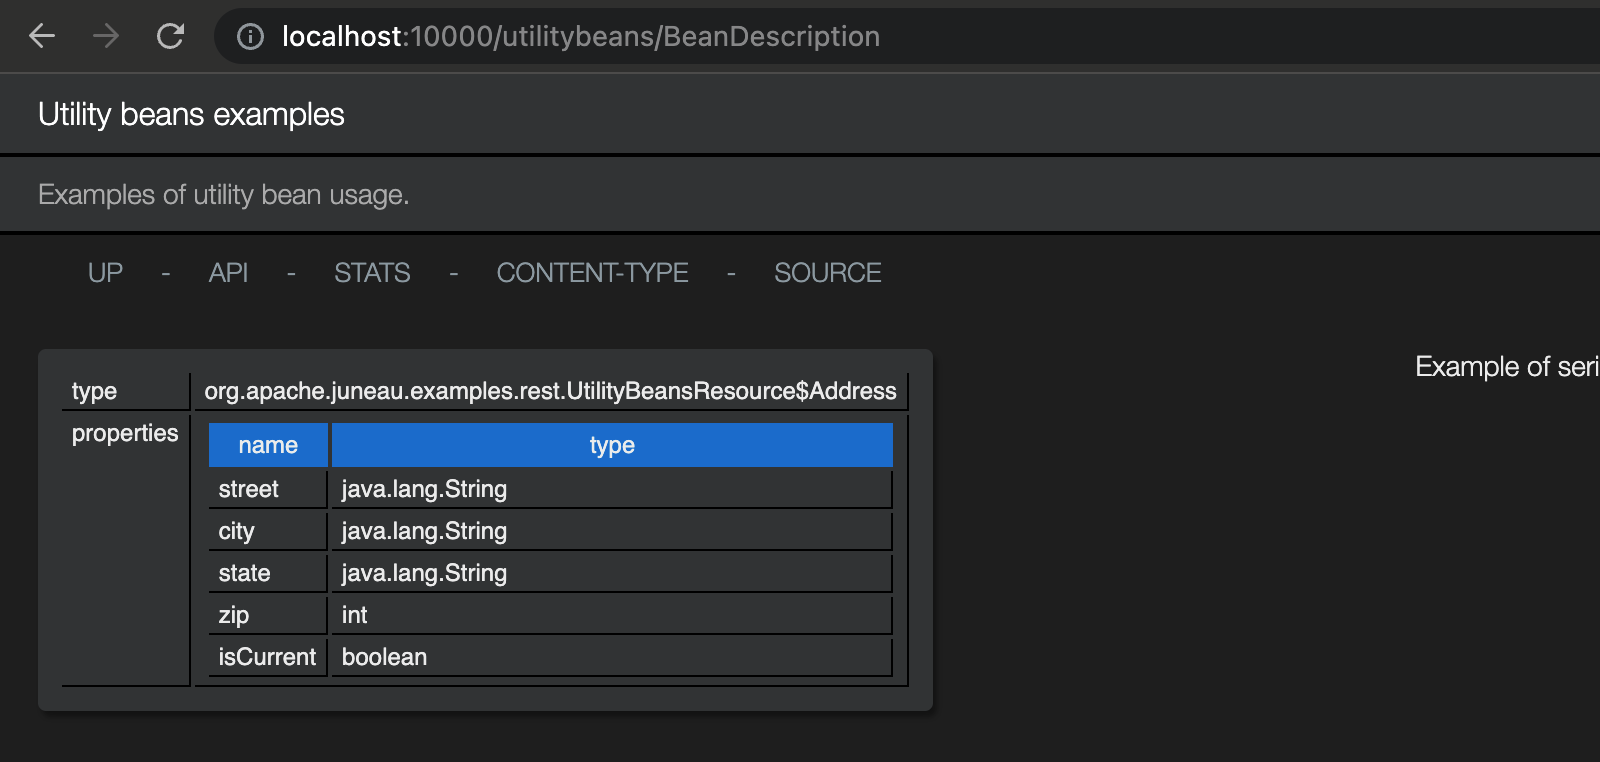 localhost:10000/utilitybeans/BeanDescription
Utility beans examples
Examples of utility bean usage.
UP - API - STATS - CONTENT-TYPE - SOURCE
type org.apache.juneau.examples.rest.UtilityBeansResource$Address
properties
name type
street java.lang.String
city java.lang.String
state java.lang.String
zip int
isCurrent boolean
Example of seri